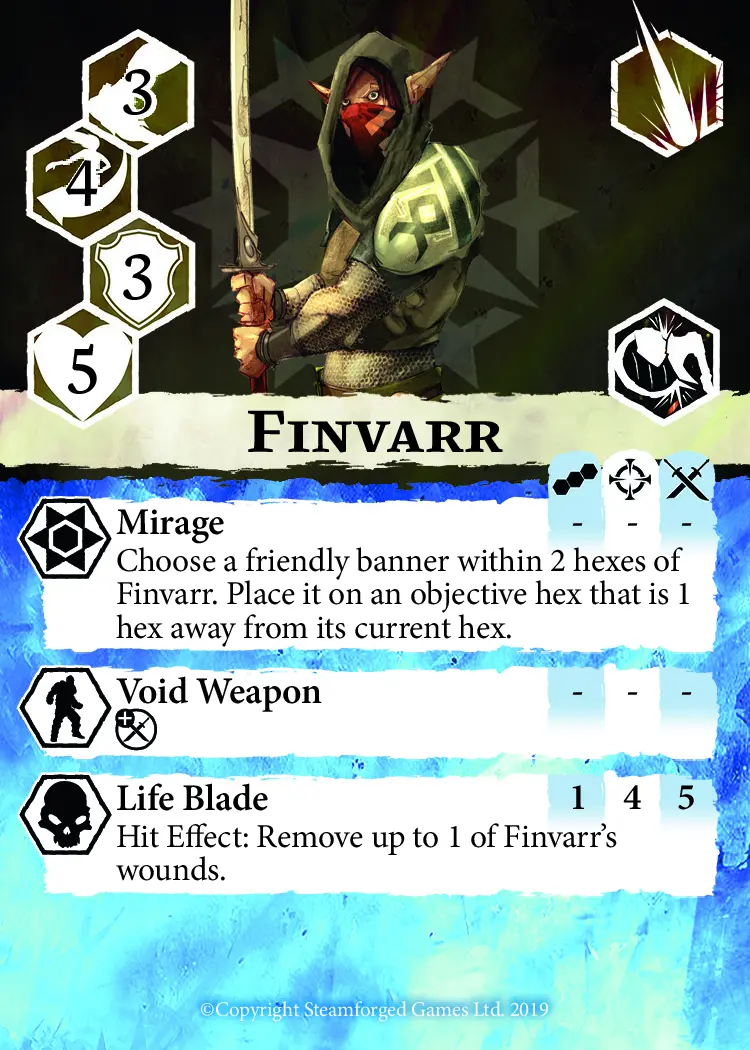 3
4
3
5
Finvarr
Mirage - - -
Choose a friendly banner within 2 hexes of
Finvarr. Place it on an objective hex that is 1
hex away from its current hex.
Void Weapon - - -
Life Blade 1 4 5
Hit Effect: Remove up to 1 of Finvarr’s
wounds.
©Copyright Steamforged Games Ltd. 2019